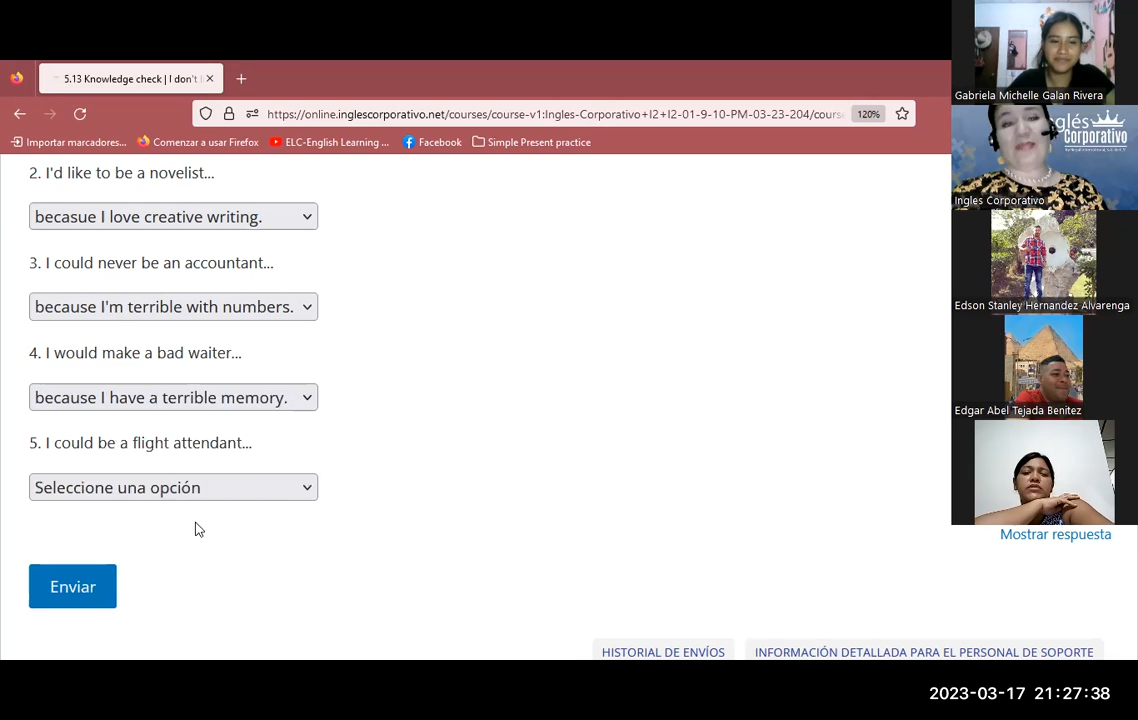 5.13 Knowledge check | I don't l
https://online.inglescorporativo.net/courses/course-v1:Ingles-Corporativo+I2+I2-01-9-10-PM-03-23-204/course
120%
Importar marcadores...
Comenzar a usar Firefox
ELC-English Learning ...
Facebook
Simple Present practice
2. I'd like to be a novelist...
becasue I love creative writing.
3. I could never be an accountant...
because I'm terrible with numbers.
4. I would make a bad waiter...
because I have a terrible memory.
5. I could be a flight attendant...
Seleccione una opción
Mostrar respuesta
Enviar
HISTORIAL DE ENVÍOS
INFORMACIÓN DETALLADA PARA EL PERSONAL DE SOPORTE
Gabriela Michelle Galan Rivera
glés
Corporativo
Ingles Corporativo
Edson Stanley Hernandez Alvarenga
Edgar Abel Tejada Benitez
2023-03-17 21:27:38